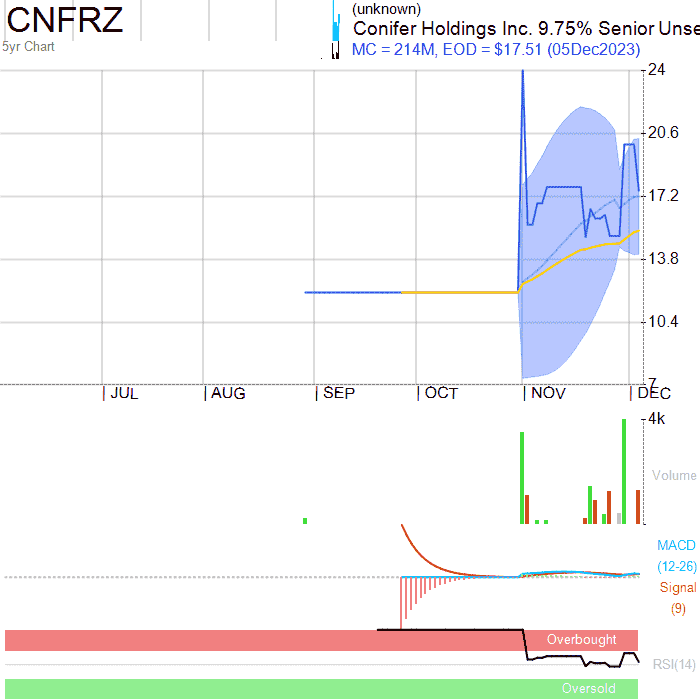 CNFRZ
(unknown)
Conifer Holdings Inc. 9.75% Senior Unse
5yr Chart
MC = 214M, EOD = $17.51 (05Dec2023)
24
20.6
17.2
13.8
10.4
7
JUL AUG SEP OCT NOV DEC
4k
Volume
MACD
(12-26)
Signal
(9)
Overbought
RSI(14)
Oversold